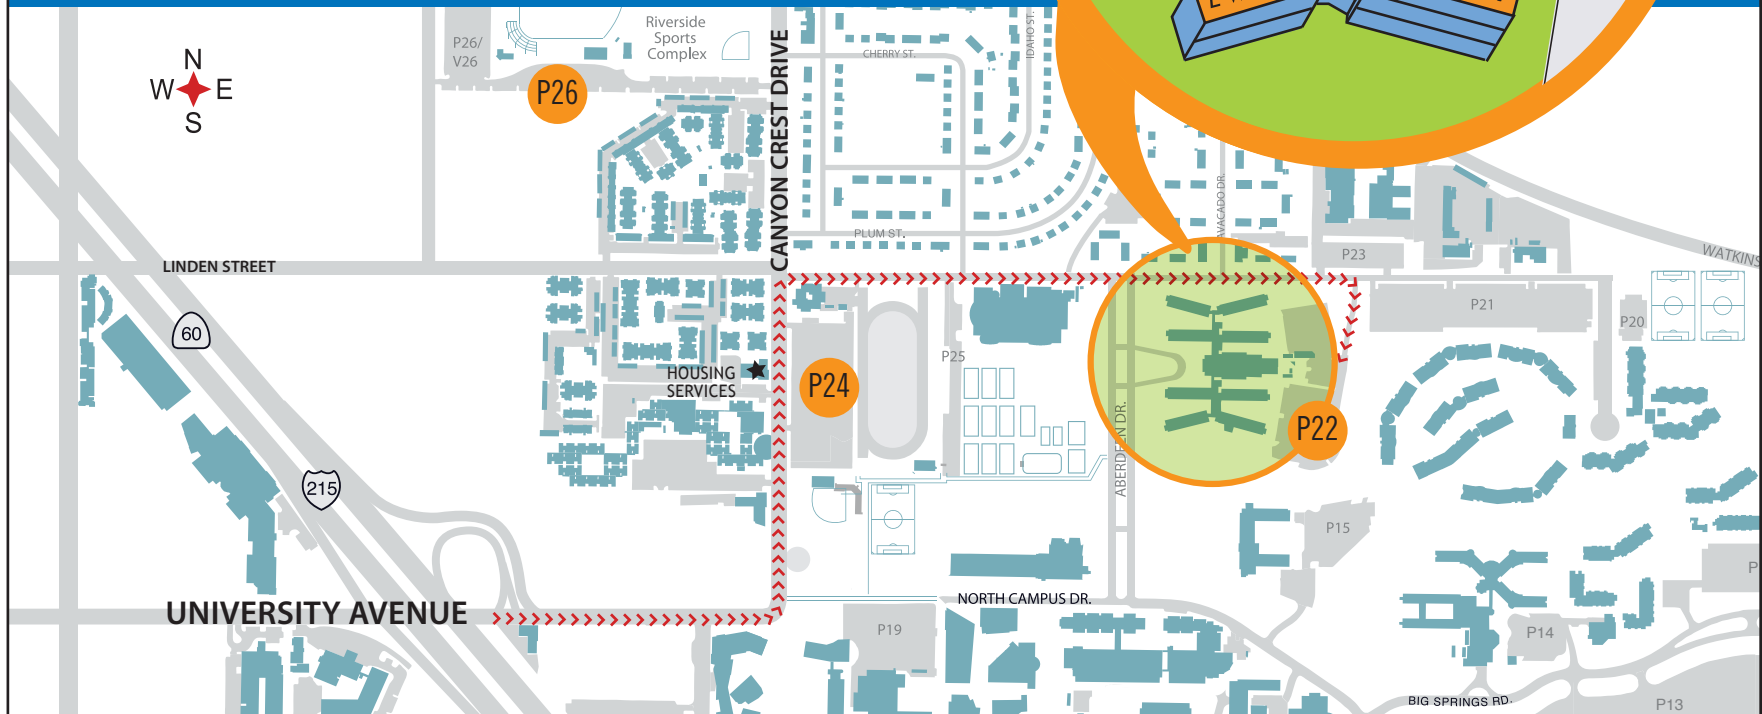 Riverside
Sports
Complex
P26/
V26
P26
N
W E
S
CANYON CREST DRIVE
CHERRY ST.
IDAHO ST.
PLUM ST.
AVACADO DR.
WATKINS
LINDEN STREET
P23
P21
P20
60
HOUSING
SERVICES
P24
P25
ABERDEEN DR.
P22
215
P15
UNIVERSITY AVENUE
NORTH CAMPUS DR.
P19
P14
BIG SPRINGS RD.
P13
P